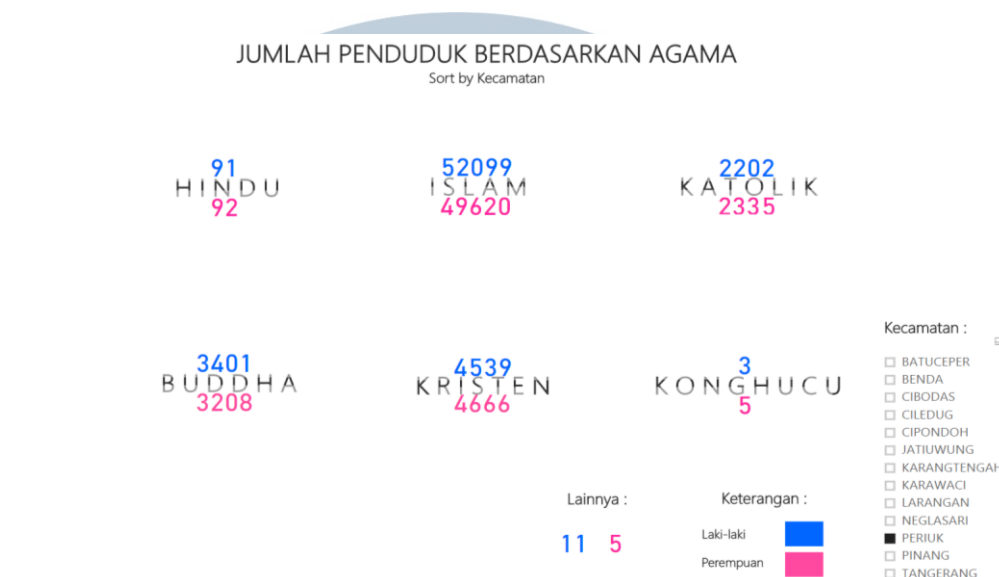 JUMLAH PENDUDUK BERDASARKAN AGAMA
Sort by Kecamatan
91
HINDU
92
52099
ISLAM
49620
2202
KATOLIK
2335
3401
BUDDHA
3208
4539
KRISTEN
4666
3
KONGHUCU
5
Lainnya :
11 5
Keterangan :
Laki-laki
Perempuan
Kecamatan :
BATUCEPER
BENDA
CIBODAS
CILEDUG
CIPONDOH
JATIUWUNG
KARANGTENGAH
KARAWACI
LARANGAN
NEGLASARI
PERIUK
PINANG
TANGERANG